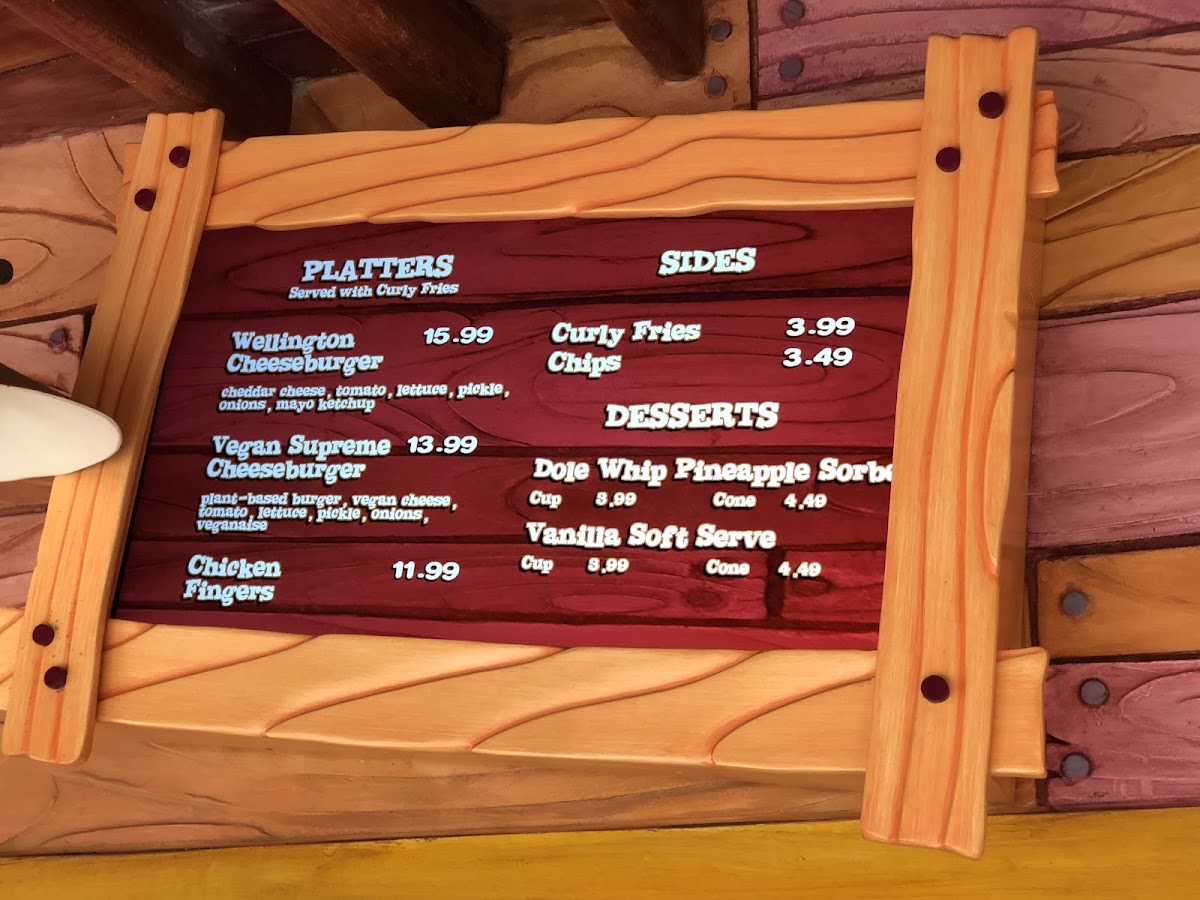 PLATTERS
Served with Curly Fries
Wellington 15.99
Cheeseburger
cheddar cheese, tomato, lettuce, pickle,
onions, mayo ketchup
Vegan Supreme 13.99
Cheeseburger
plant-based burger, vegan cheese,
tomato, lettuce, pickle, onions,
veganaise
Chicken 11.99
Fingers
SIDES
Curly Fries 3.99
Chips 3.49
DESSERTS
Dole Whip Pineapple
Cup 3.99 Cone 4.49
Vanilla Soft Serve
Cup 3.99 Cone 4.49